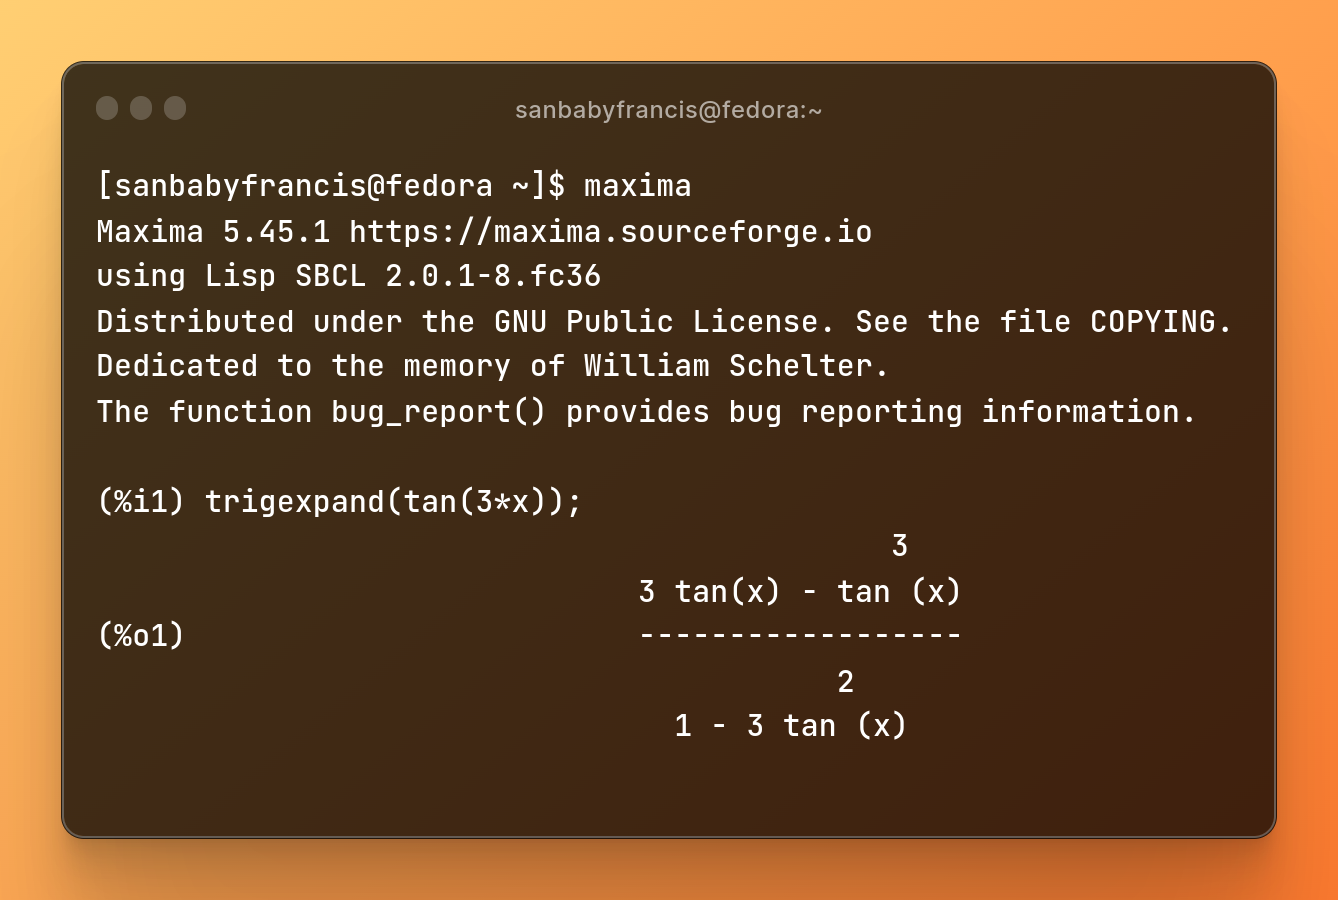 sanbabyfrancis@fedora:~
[sanbabyfrancis@fedora ~]$ maxima
Maxima 5.45.1 https://maxima.sourceforge.io
using Lisp SBCL 2.0.1-8.fc36
Distributed under the GNU Public License. See the file COPYING.
Dedicated to the memory of William Schelter.
The function bug_report() provides bug reporting information.

(%i1) trigexpand(tan(3*x));
                                            3
                              3 tan(x) - tan (x)
(%o1)                         ------------------
                                         2
                                1 - 3 tan (x)